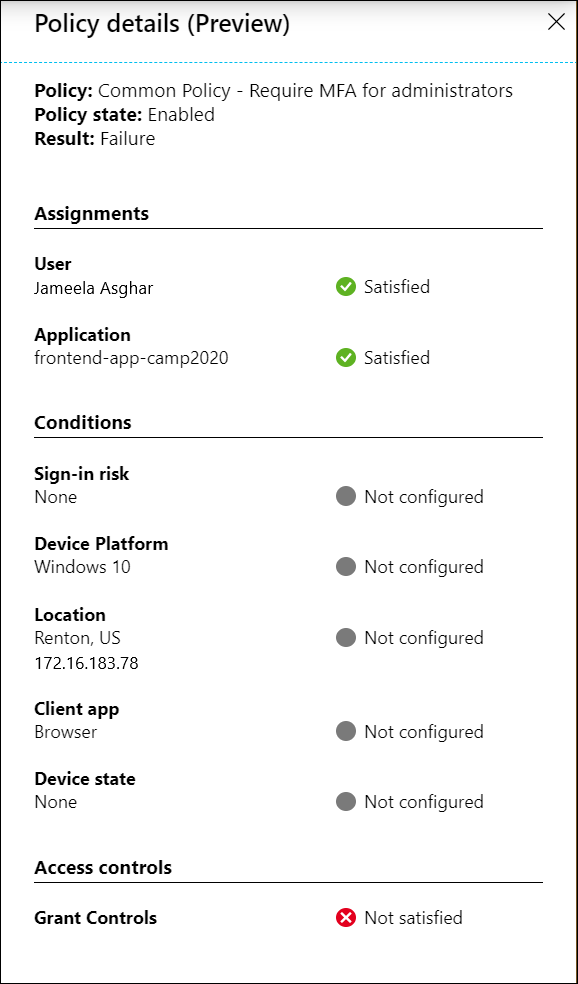 Policy details (Preview)
Policy: Common Policy - Require MFA for administrators
Policy state: Enabled
Result: Failure
Assignments
User
Jameela Asghar
Satisfied
Application
frontend-app-camp2020
Satisfied
Conditions
Sign-in risk
None
Not configured
Device Platform
Windows 10
Not configured
Location
Renton, US
Not configured
172.16.183.78
Client app
Browser
Not configured
Device state
None
Not configured
Access controls
Grant Controls
Not satisfied